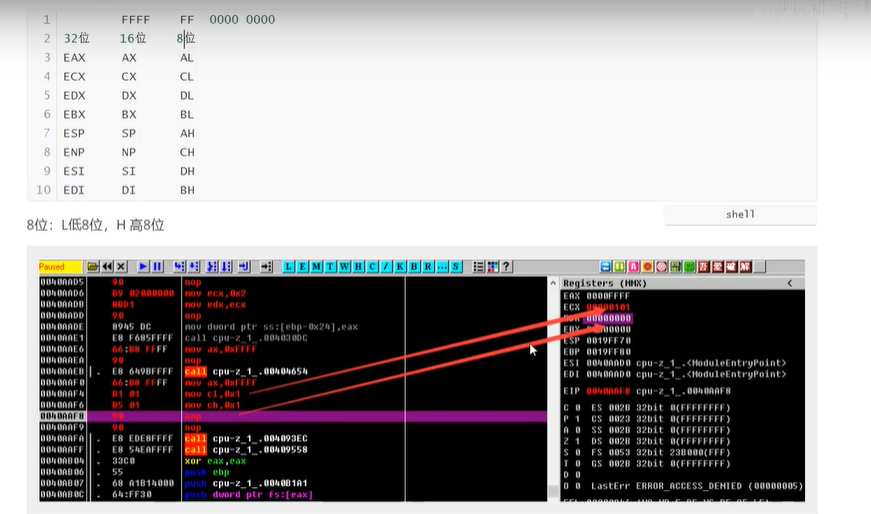 1 FFFF FF 0000 0000
2 32位 16位 8位
3 EAX AX AL
4 ECX CX CL
5 EDX DX DL
6 EBX BX BL
7 ESP SP AH
8 ENP NP CH
9 ESI SI DH
10 EDI DI BH
8位：L低8位，H 高8位
shell
Paused L E M T W H C / K B R ... S ?
吾 爱 破 解
0040AAD5 90 nop
0040AAD6 B9 02000000 mov ecx,0x2
0040AADB 8BD1 mov edx,ecx
0040AADD 90 nop
0040AADE 8945 DC mov dword ptr ss:[ebp-0x24],eax
0040AAE1 E8 F685FFFF call cpu-z_1_.004030DC
0040AAE6 66:B8 FFFF mov ax,0xFFFF
0040AAEA 90 nop
0040AAEB E8 649BFFFF call cpu-z_1_.00404654
0040AAF0 66:B8 FFFF mov ax,0xFFFF
0040AAF4 B1 01 mov cl,0x1
0040AAF6 B5 01 mov ch,0x1
0040AAF8 90 nop
0040AAF9 90 nop
0040AAFA E8 EDE8FFFF call cpu-z_1_.004093EC
0040AAFF E8 54EAFFFF call cpu-z_1_.00409558
0040AB04 33C0 xor eax,eax
0040AB06 55 push ebp
0040AB07 68 A1B14000 push cpu-z_1_.0040B1A1
0040AB0C 64:FF30 push dword ptr fs:[eax]
Registers (MMX) <
EAX 0000FFFF
ECX 00000101
00000000
EBX 00000000
ESP 0019FF70
EBP 0019FF80
ESI 0040AAD0 cpu-z_1_.<ModuleEntryPoint>
EDI 0040AAD0 cpu-z_1_.<ModuleEntryPoint>
EIP 0040AAF8 cpu-z_1_.0040AAF8
C 0 ES 002B 32bit 0(FFFFFFFF)
P 1 CS 0023 32bit 0(FFFFFFFF)
A 0 SS 002B 32bit 0(FFFFFFFF)
Z 1 DS 002B 32bit 0(FFFFFFFF)
S 0 FS 0053 32bit 23B000(FFF)
T 0 GS 002B 32bit 0(FFFFFFFF)
D 0
O 0 LastErr ERROR_ACCESS_DENIED (00000005)